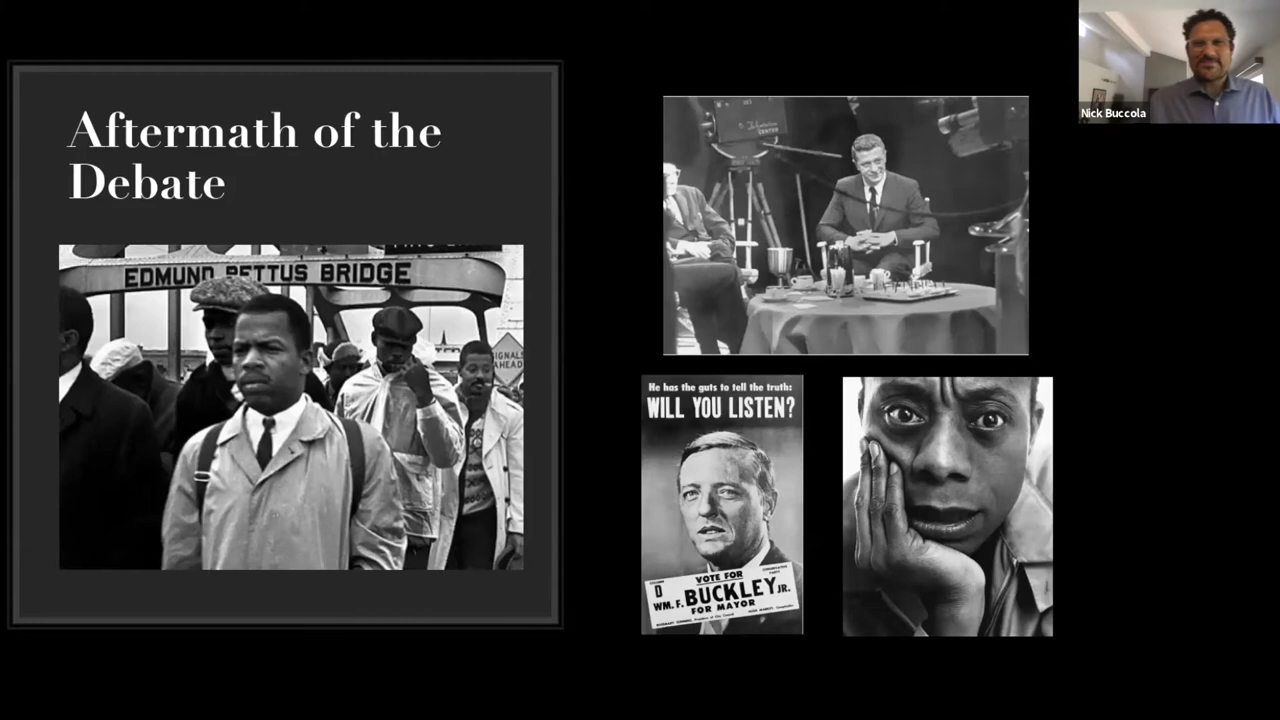 Aftermath of the
Debate
EDMUND PETTUS BRIDGE
SIGNALS
AHEAD
CENTER
He has the guts to tell the truth:
WILL YOU LISTEN?
VOTE FOR
D
WM. F. BUCKLEY JR.
FOR MAYOR
Nick Buccola